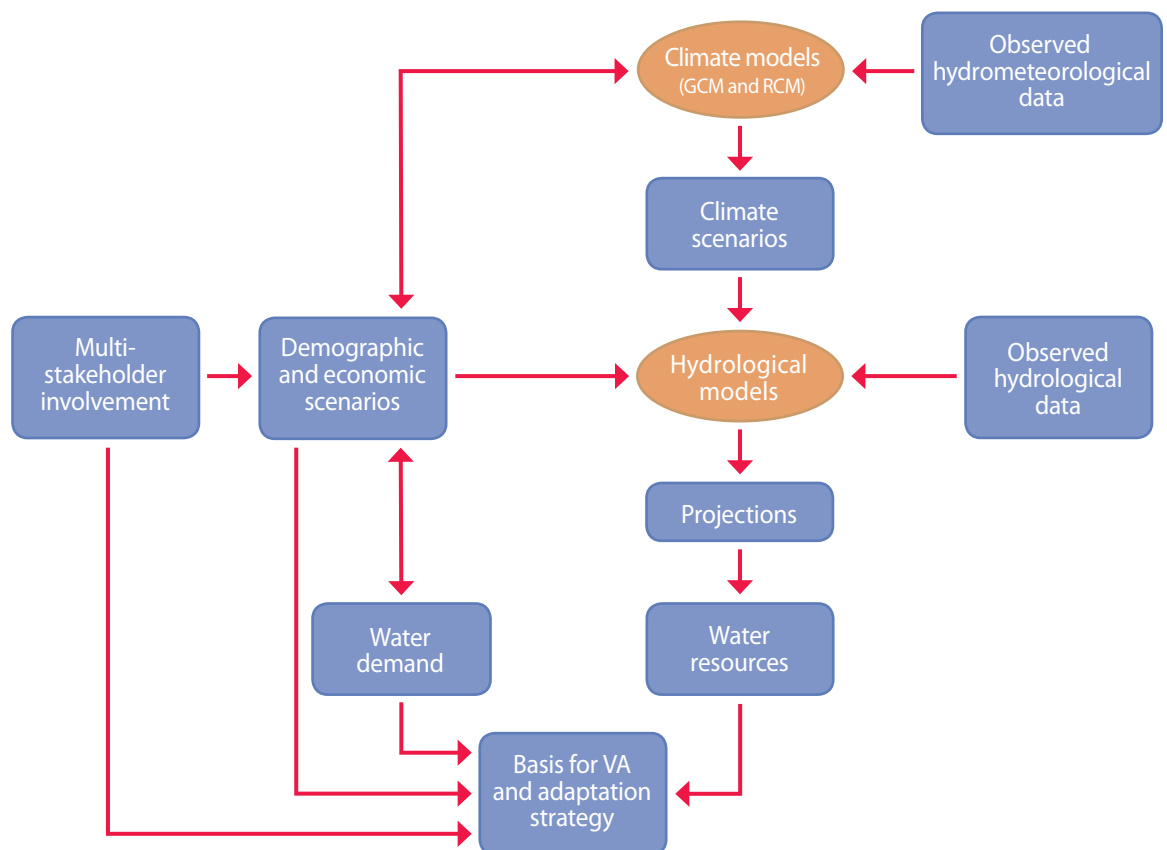 Climate models
(GCM and RCM)
Observed
hydrometeorological
data
Climate
scenarios
Multi-
stakeholder
involvement
Demographic
and economic
scenarios
Hydrological
models
Observed
hydrological
data
Projections
Water
demand
Water
resources
Basis for VA
and adaptation
strategy